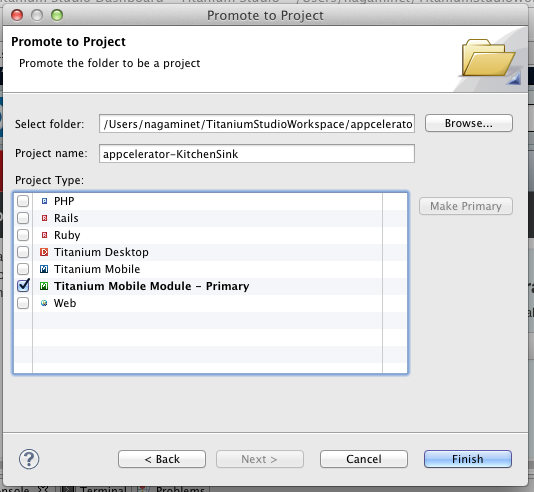 Promote to Project
Promote to Project
Promote the folder to be a project
Select folder: /Users/nagaminet/TitaniumStudioWorkspace/appcelerato Browse...
Project name: appcelerator-KitchenSink
Project Type:
PHP
Make Primary
Rails
Ruby
Titanium Desktop
Titanium Mobile
Titanium Mobile Module - Primary
Web
? < Back Next > Cancel Finish
Terminal Problems